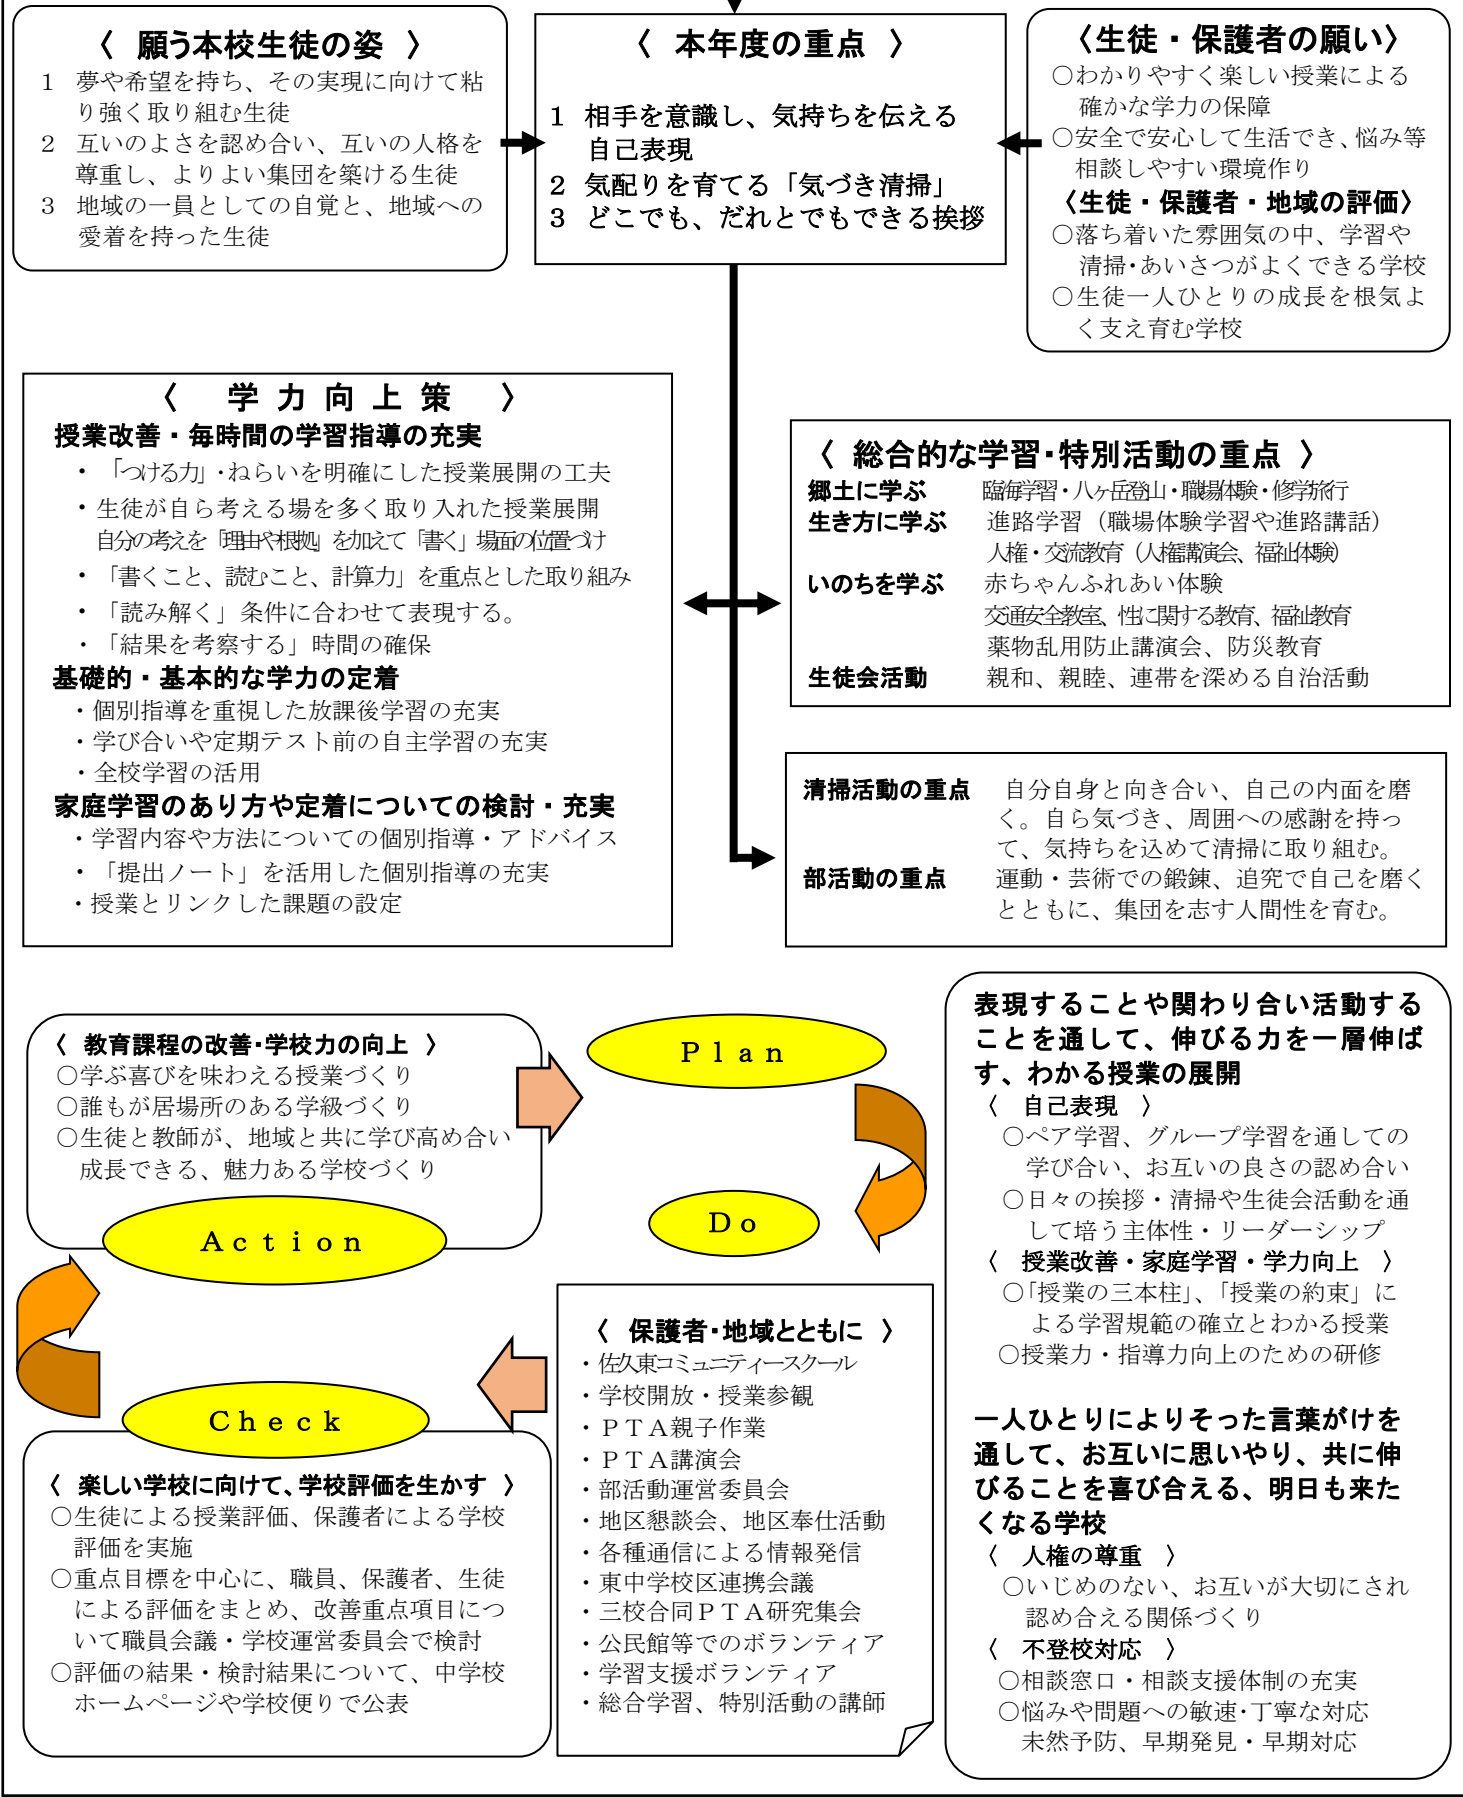 〈 願う本校生徒の姿 〉
1 夢や希望を持ち、その実現に向けて粘
り強く取り組む生徒
2 互いのよさを認め合い、互いの人格を
尊重し、よりよい集団を築ける生徒
3 地域の一員としての自覚と、地域への
愛着を持った生徒
〈 本年度の重点 〉
1 相手を意識し、気持ちを伝える
自己表現
2 気配りを育てる「気づき清掃」
3 どこでも、だれとでもできる挨拶
〈生徒・保護者の願い〉
○わかりやすく楽しい授業による
確かな学力の保障
○安全で安心して生活でき、悩み等
相談しやすい環境作り
〈生徒・保護者・地域の評価〉
○落ち着いた雰囲気の中、学習や
清掃・あいさつがよくできる学校
○生徒一人ひとりの成長を根気よ
く支え育む学校
〈 学力向上策 〉
授業改善・毎時間の学習指導の充実
・「つける力」・ねらいを明確にした授業展開の工夫
・生徒が自ら考える場を多く取り入れた授業展開
自分の考えを「理由や根拠」を加えて「書く」場面の位置づけ
・「書くこと、読むこと、計算力」を重点とした取り組み
・「読み解く」条件に合わせて表現する。
・「結果を考察する」時間の確保
基礎的・基本的な学力の定着
・個別指導を重視した放課後学習の充実
・学び合いや定期テスト前の自主学習の充実
・全校学習の活用
家庭学習のあり方や定着についての検討・充実
・学習内容や方法についての個別指導・アドバイス
・「提出ノート」を活用した個別指導の充実
・授業とリンクした課題の設定
〈 総合的な学習・特別活動の重点 〉
郷土に学ぶ 臨海学習・八ヶ岳登山・職場体験・修学旅行
生き方に学ぶ 進路学習（職場体験学習や進路講話）
人権・交流教育（人権講演会、福祉体験）
いのちを学ぶ 赤ちゃんふれあい体験
交通安全教室、性に関する教育、福祉教育
薬物乱用防止講演会、防災教育
生徒会活動 親和、親睦、連帯を深める自治活動
清掃活動の重点 自分自身と向き合い、自己の内面を磨
く。自ら気づき、周囲への感謝を持っ
て、気持ちを込めて清掃に取り組む。
部活動の重点 運動・芸術での鍛錬、追究で自己を磨く
とともに、集団を志す人間性を育む。
〈 教育課程の改善・学校力の向上 〉
○学ぶ喜びを味わえる授業づくり
○誰もが居場所のある学級づくり
○生徒と教師が、地域と共に学び高め合い
成長できる、魅力ある学校づくり
Action
Plan
Do
Check
〈 楽しい学校に向けて、学校評価を生かす 〉
○生徒による授業評価、保護者による学校
評価を実施
○重点目標を中心に、職員、保護者、生徒
による評価をまとめ、改善重点項目につ
いて職員会議・学校運営委員会で検討
○評価の結果・検討結果について、中学校
ホームページや学校便りで公表
〈 保護者・地域とともに 〉
・佐久東コミュニティースクール
・学校開放・授業参観
・ＰＴＡ親子作業
・ＰＴＡ講演会
・部活動運営委員会
・地区懇談会、地区奉仕活動
・各種通信による情報発信
・東中学校区連携会議
・三校合同ＰＴＡ研究集会
・公民館等でのボランティア
・学習支援ボランティア
・総合学習、特別活動の講師
表現することや関わり合い活動する
ことを通して、伸びる力を一層伸ば
す、わかる授業の展開
〈 自己表現 〉
○ペア学習、グループ学習を通しての
学び合い、お互いの良さの認め合い
○日々の挨拶・清掃や生徒会活動を通
して培う主体性・リーダーシップ
〈 授業改善・家庭学習・学力向上 〉
○「授業の三本柱」、「授業の約束」に
よる学習規範の確立とわかる授業
○授業力・指導力向上のための研修
一人ひとりによりそった言葉がけを
通して、お互いに思いやり、共に伸
びることを喜び合える、明日も来た
くなる学校
〈 人権の尊重 〉
○いじめのない、お互いが大切にされ
認め合える関係づくり
〈 不登校対応 〉
○相談窓口・相談支援体制の充実
○悩みや問題への敏速・丁寧な対応
未然予防、早期発見・早期対応